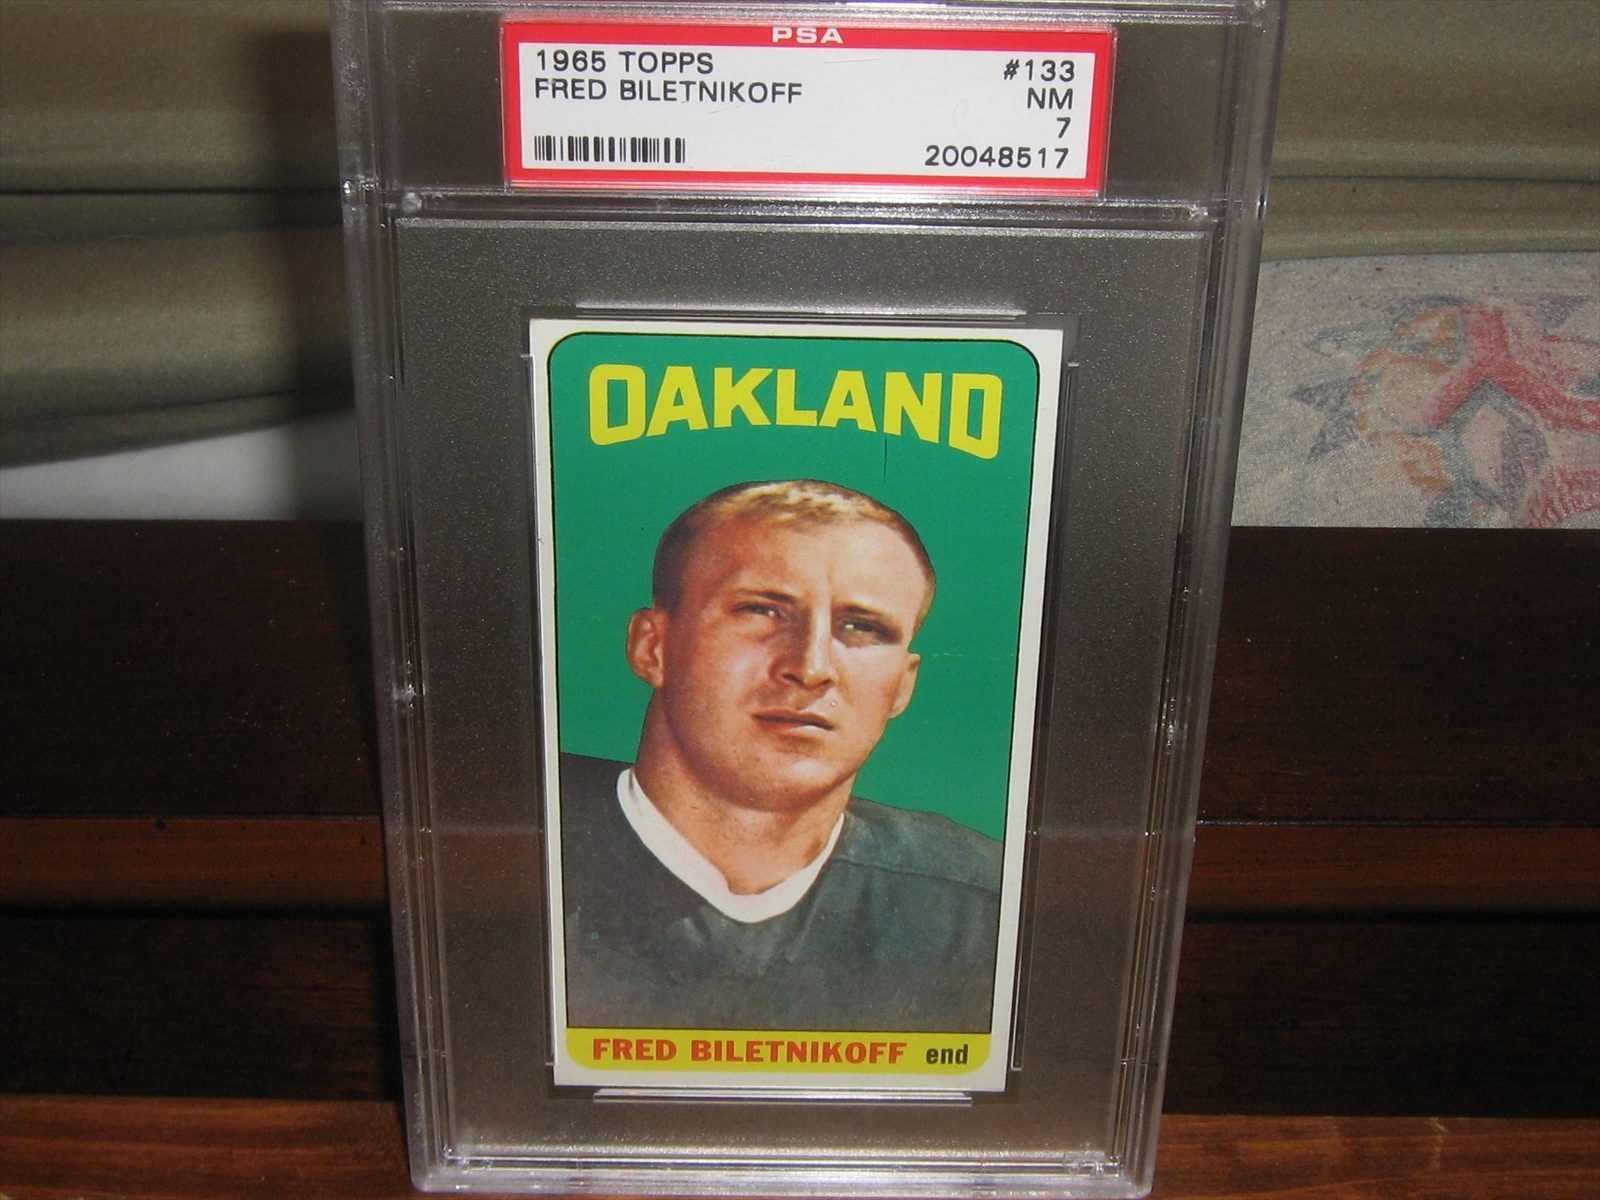 PSA
1965 TOPPS #133
FRED BILETNIKOFF NM
7
20048517
OAKLAND
FRED BILETNIKOFF end